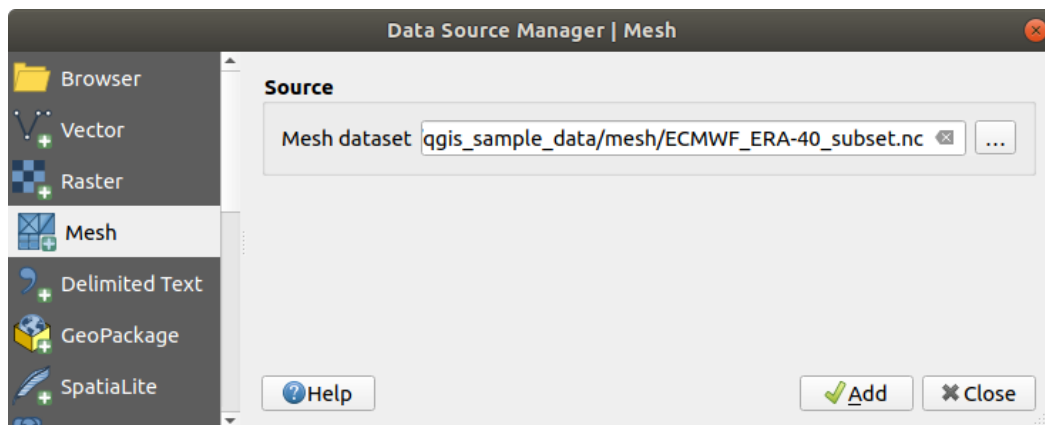 Data Source Manager | Mesh
Browser
Vector
Raster
Mesh
Delimited Text
GeoPackage
SpatiaLite
Source
Mesh dataset qgis_sample_data/mesh/ECMWF_ERA-40_subset.nc ...
Help
Add
Close